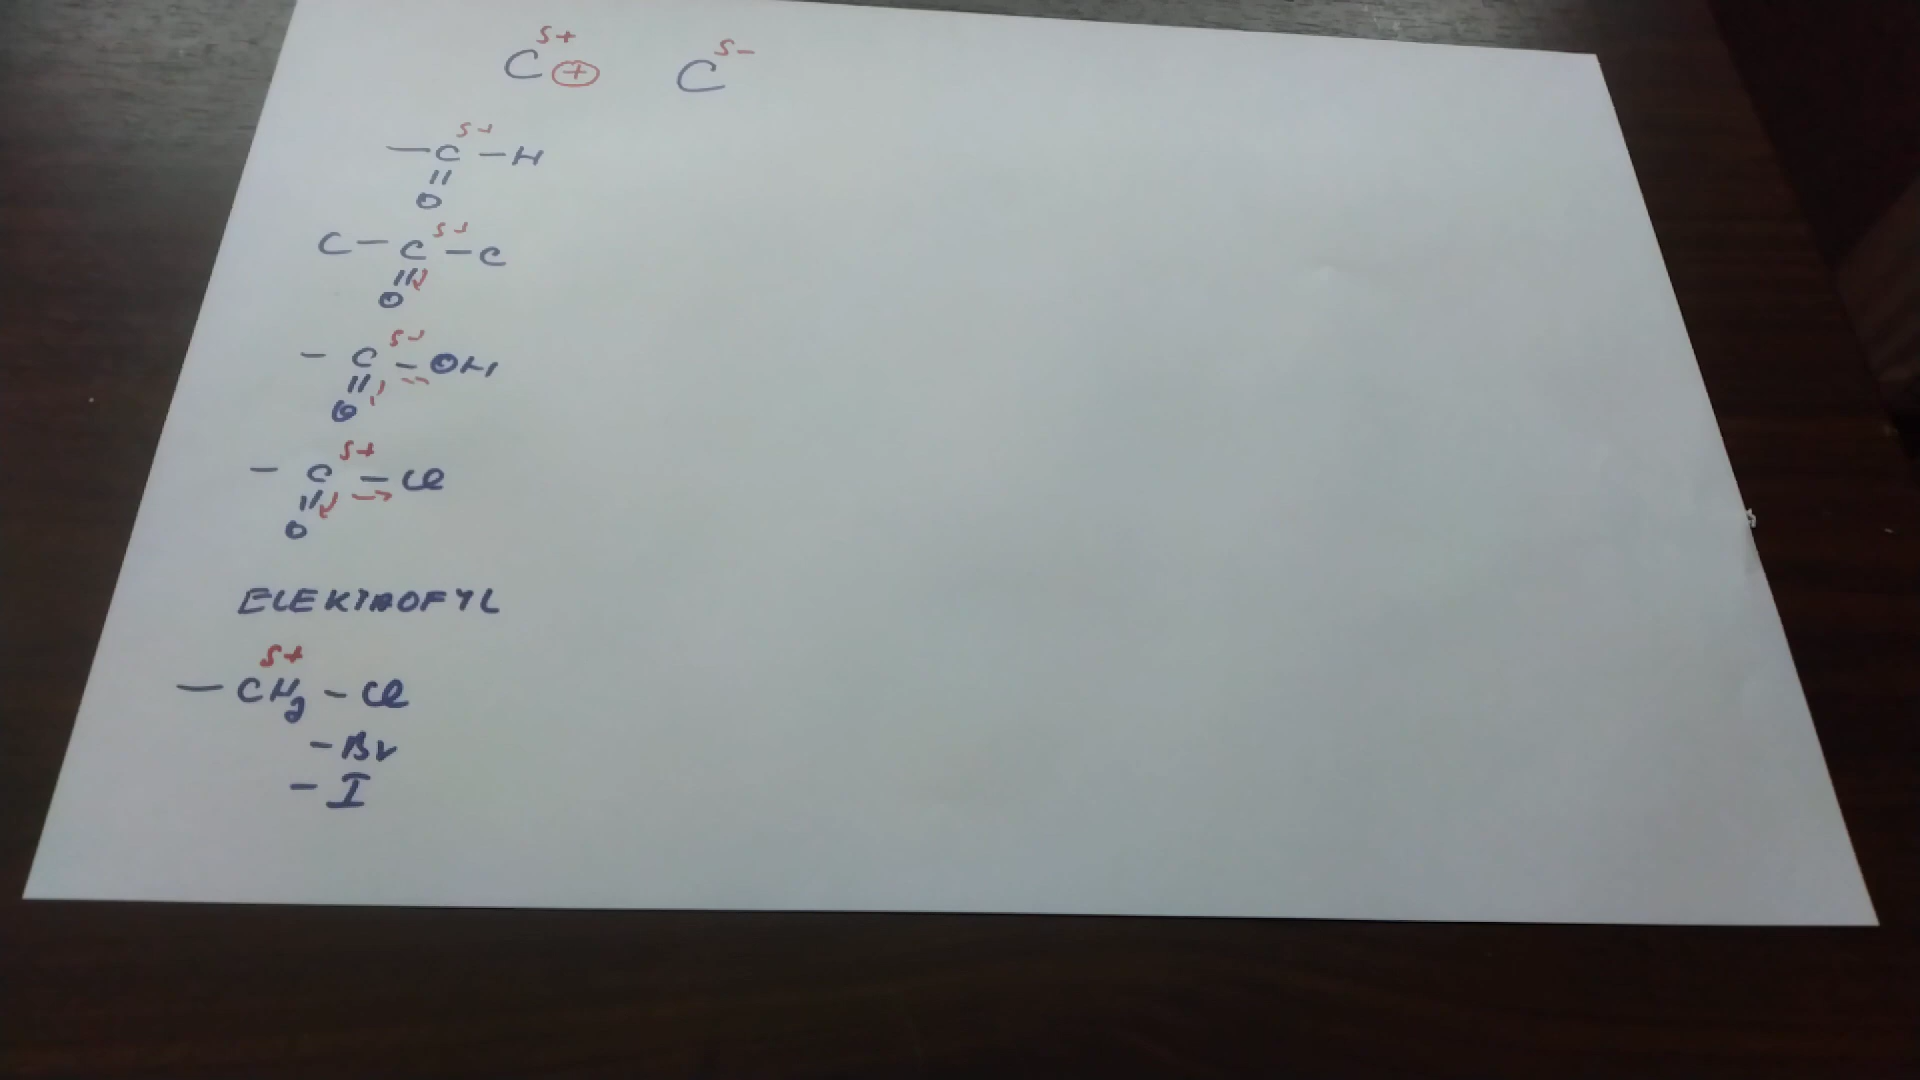 C δ+ ⊕ C δ-
δ+
— C — H
||
O
δ+
C — C — C
||
O
δ+
— C — OH
||
O
δ+
— C — Cl
||
O
ELEKTROFYL
δ+
— CH2 — Cl
— Br
— I